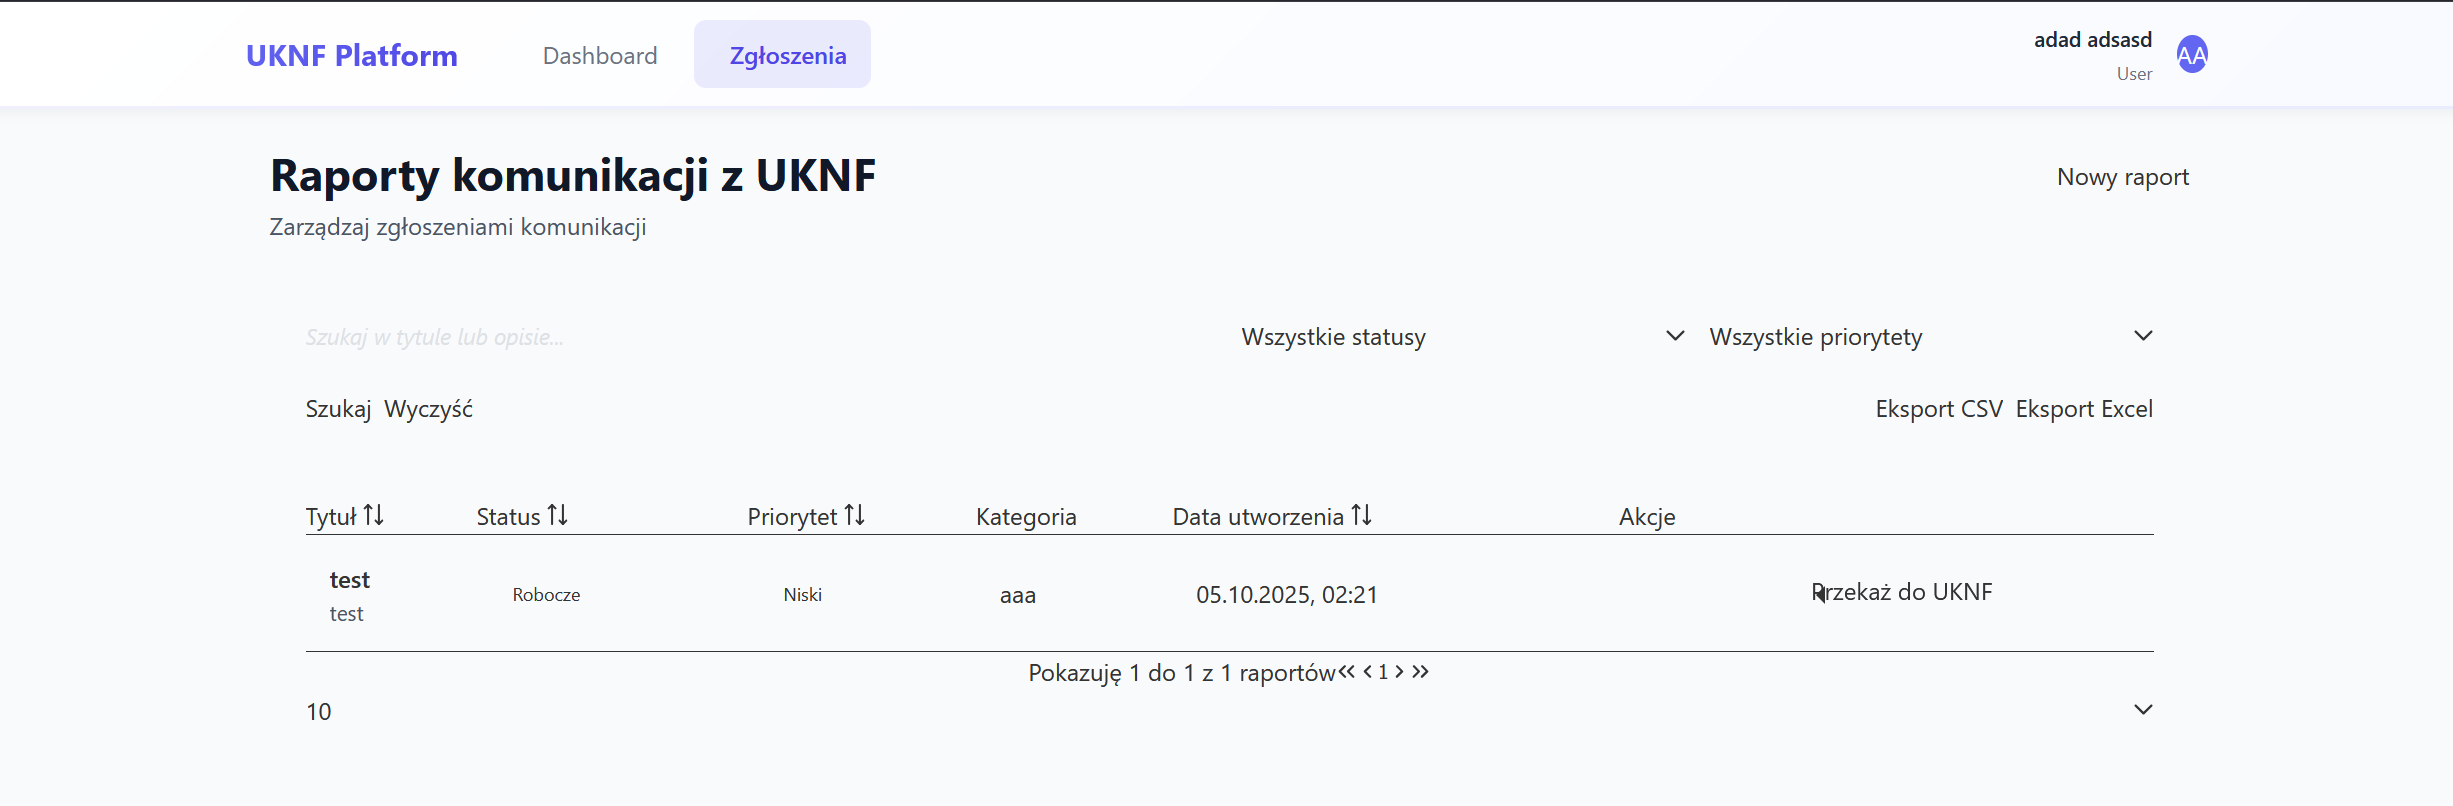 UKNF Platform Dashboard Zgłoszenia adad adsasd AA
User
Raporty komunikacji z UKNF Nowy raport
Zarządzaj zgłoszeniami komunikacji
Szukaj w tytule lub opisie... Wszystkie statusy Wszystkie priorytety
Szukaj Wyczyść Eksport CSV Eksport Excel
Tytuł Status Priorytet Kategoria Data utworzenia Akcje
test Robocze Niski aaa 05.10.2025, 02:21 Przekaż do UKNF
test
Pokazuję 1 do 1 z 1 raportów « ‹ 1 › »
10